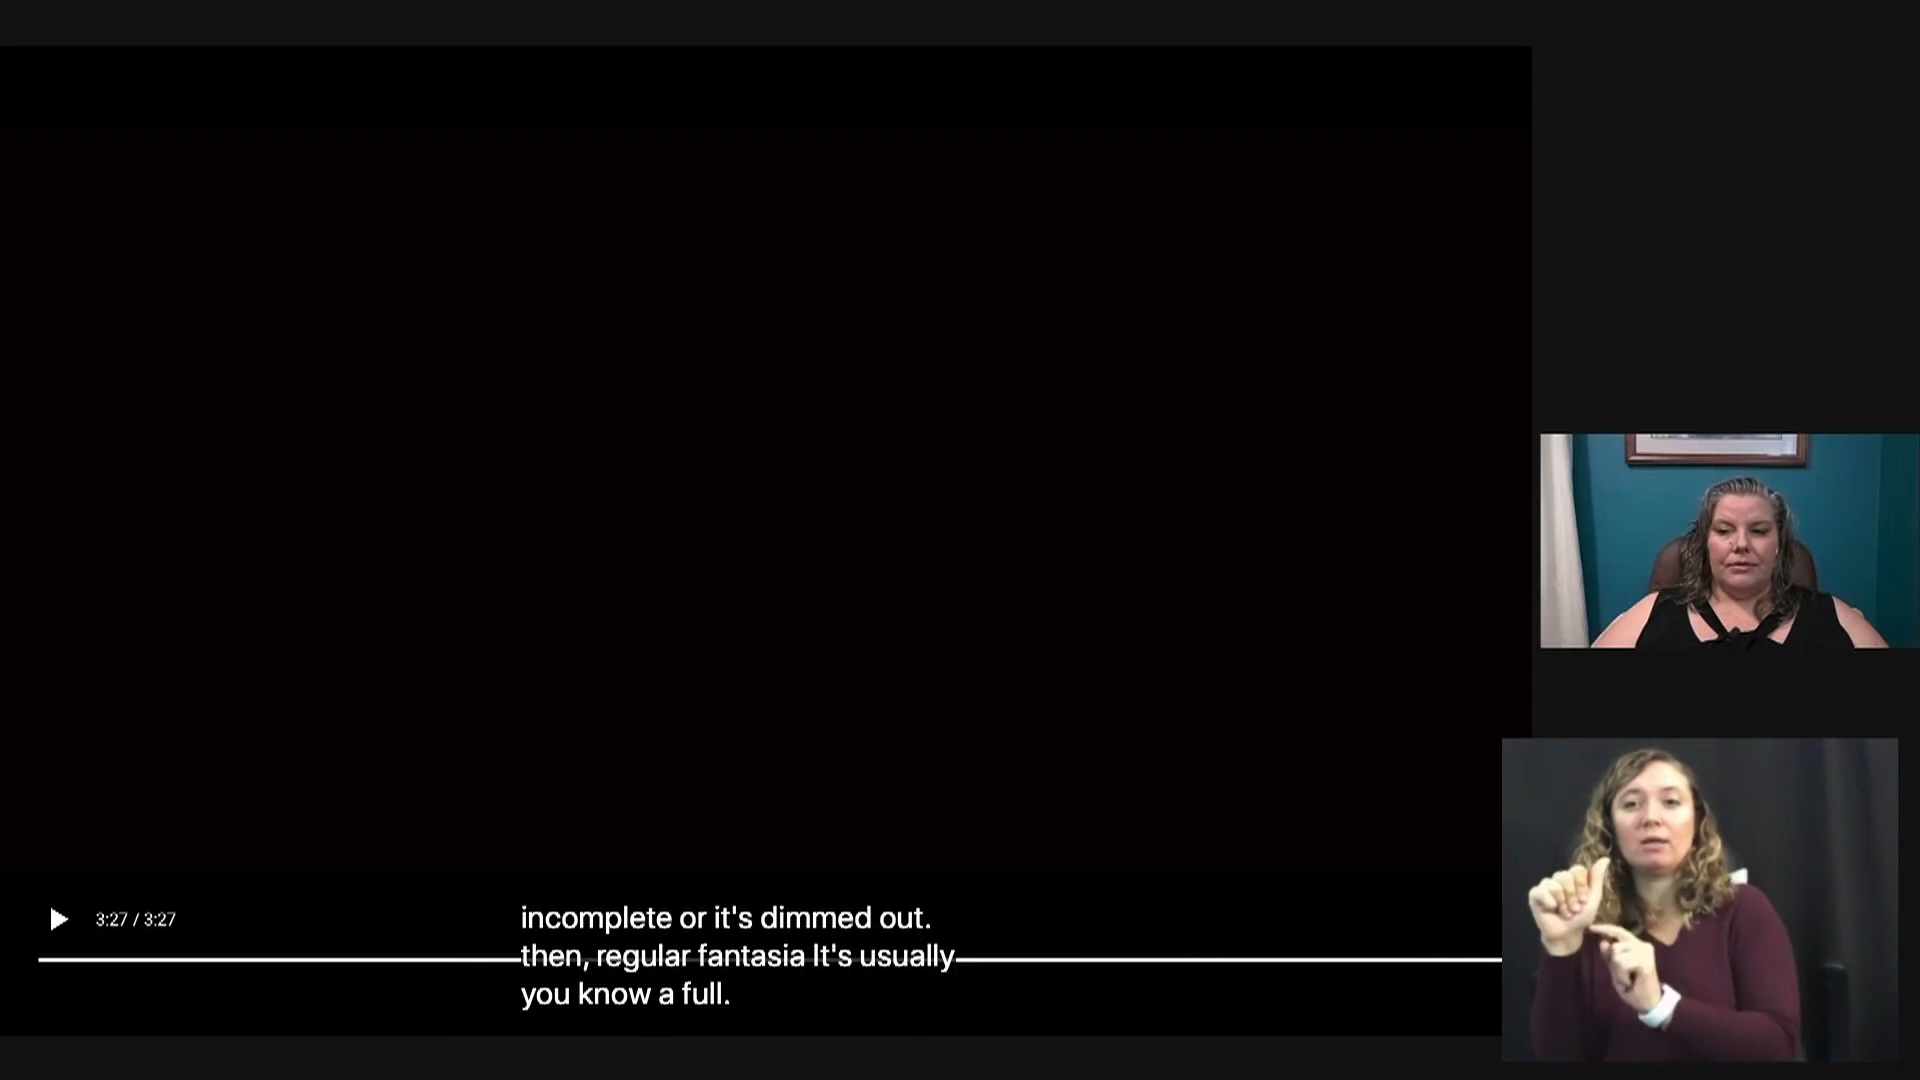 3:27 / 3:27
incomplete or it's dimmed out.
then, regular fantasia It's usually
you know a full.